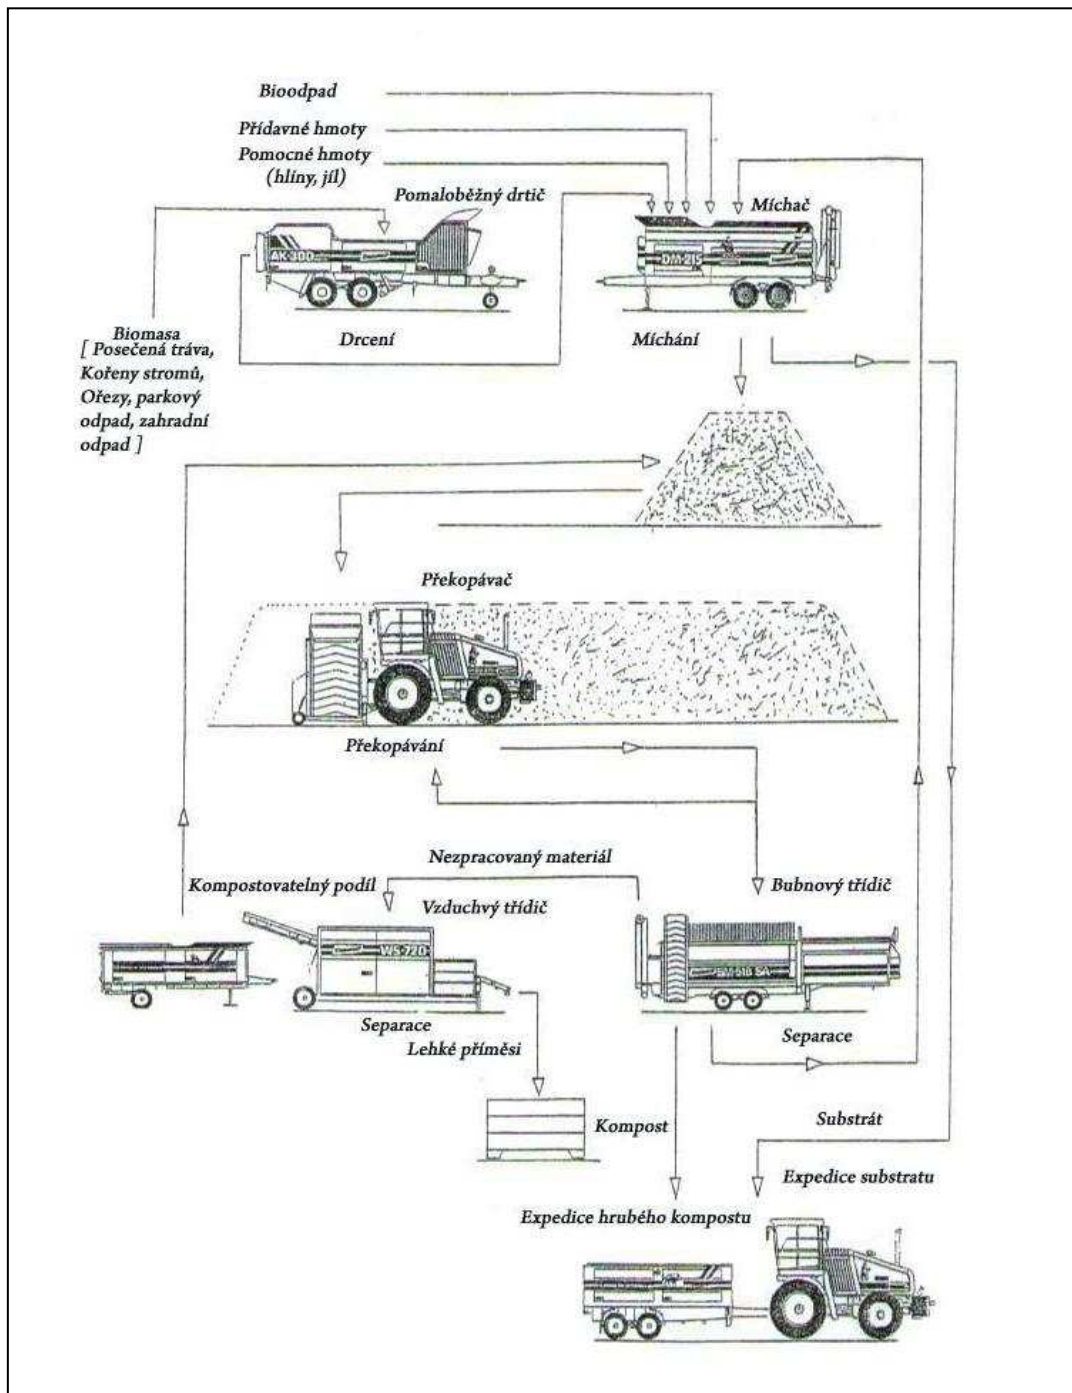 Bioodpad
Přídavné hmoty
Pomocné hmoty
(hlíny, jíl)
Pomaloběžný drtič
Míchač
AK-300
DM-215
Biomasa
[ Posečená tráva,
Kořeny stromů,
Ořezy, parkový
odpad, zahradní
odpad ]
Drcení
Míchání
Překopávač
Překopávání
Nezpracovaný materiál
Kompostovatelný podíl
Bubnový třídič
Vzduchvý třídič
WS-720
Separace
Separace
Lehké příměsi
Kompost
Substrát
Expedice substratu
Expedice hrubého kompostu